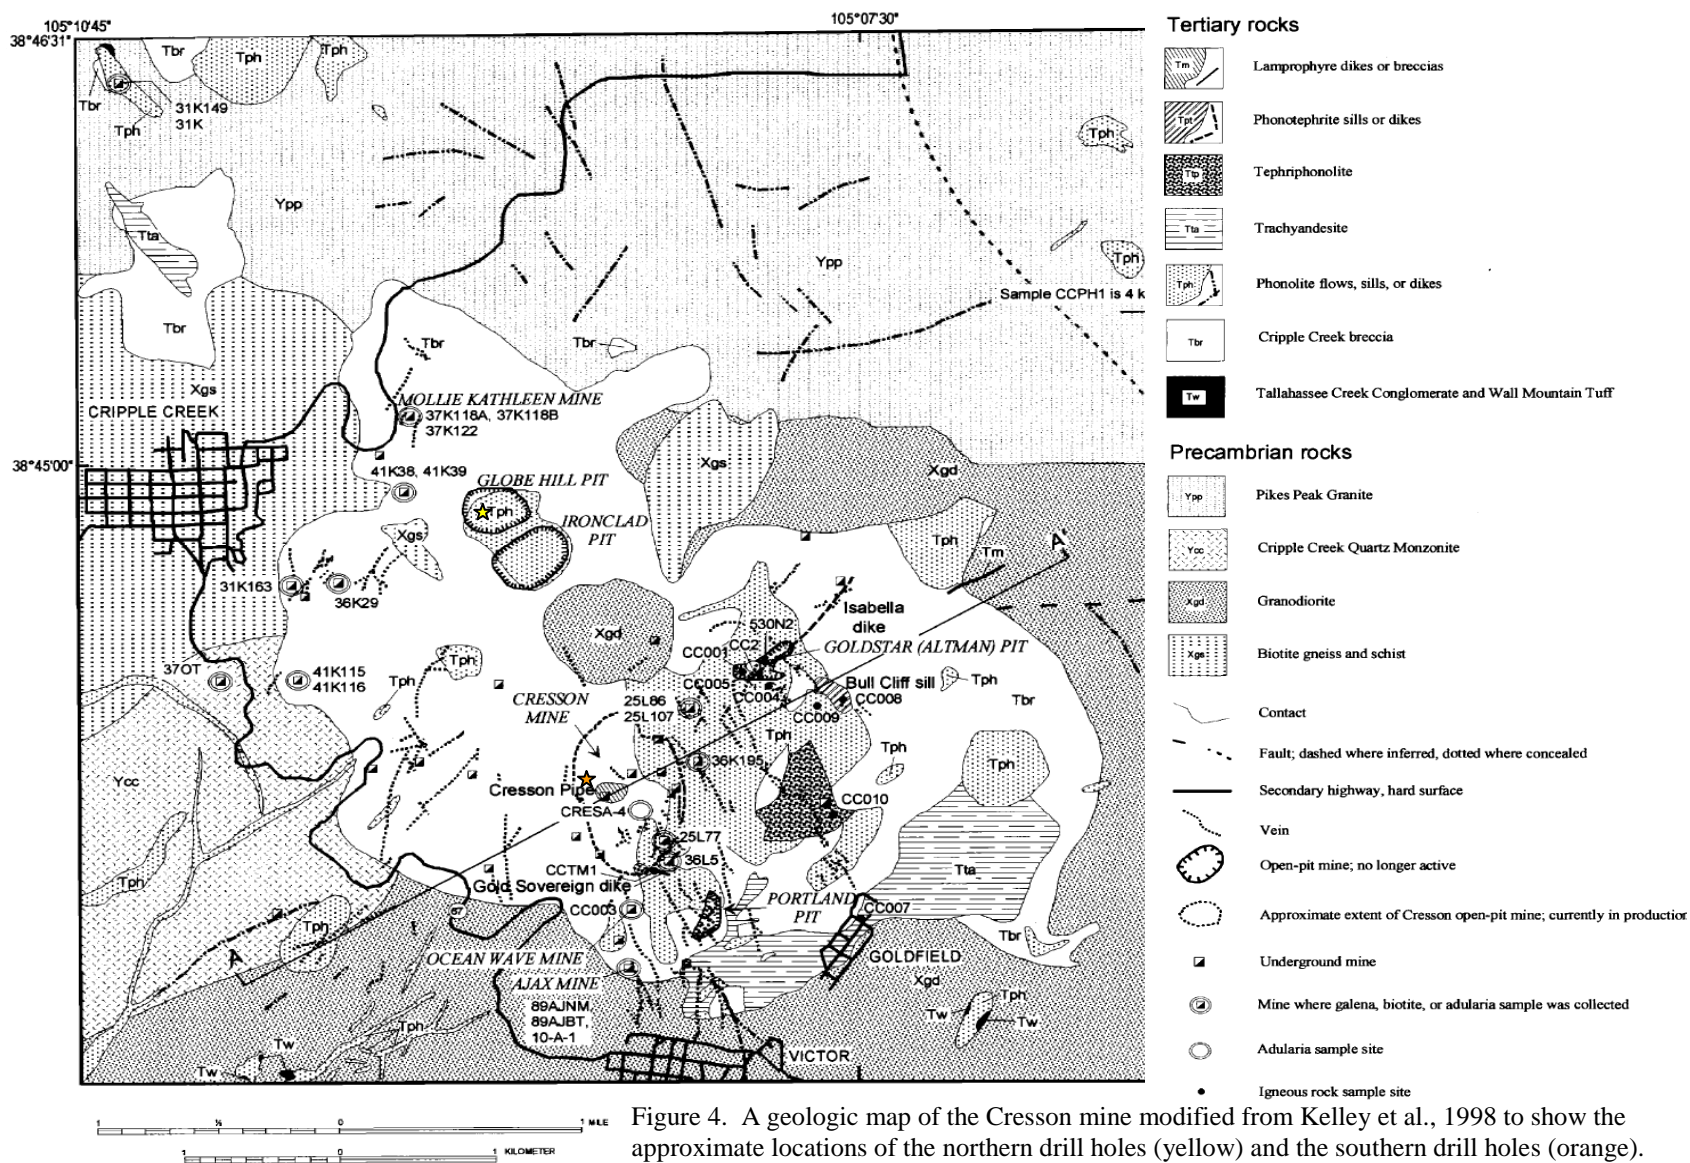 105°10'45"
105°07'30"
38°46'31"
Tbr
Tph
Tph
Tbr
31K149
31K
Tph
Tph
Ypp
Tta
Ypp
Tph
Sample CCPH1 is 4 k
Tbr
Tbr
Tbr
Xgs
CRIPPLE CREEK
MOLLIE KATHLEEN MINE
37K118A, 37K118B
37K122
38°45'00"
41K38, 41K39
GLOBE HILL PIT
Xgs
Xgd
Tph
IRONCLAD
PIT
Xgs
Tph
Tm
A'
31K163
36K29
Isabella
dike
Xgd
530N2
CC2
CC001
GOLDSTAR (ALTMAN) PIT
37OT
41K115
41K116
Tph
Tph
CC005
CC004
Bull Cliff sill
Tph
CC008
CC009
Tbr
CRESSON
MINE
25L86
25L107
Tph
Tph
Tph
36K195
Ycc
Cresson Pipe
CRESA-4
CC010
25L77
36L5
CCTM1
Gold Sovereign dike
Tph
Tta
CC003
67
PORTLAND
PIT
CC007
Tph
Tbr
A
OCEAN WAVE MINE
GOLDFIELD
AJAX MINE
Xgd
89AJNM,
89AJBT,
10-A-1
Tph
Tph
Tw
Tw
Tw
Tw
VICTOR
1 ½ 0 1 MILE
1 0 1 KILOMETER
Tertiary rocks
Tm Lamprophyre dikes or breccias
Tpt Phonotephrite sills or dikes
Ttp Tephriphonolite
Tta Trachyandesite
Tph Phonolite flows, sills, or dikes
Tbr Cripple Creek breccia
Tw Tallahassee Creek Conglomerate and Wall Mountain Tuff
Precambrian rocks
Ypp Pikes Peak Granite
Ycc Cripple Creek Quartz Monzonite
Xgd Granodiorite
Xgs Biotite gneiss and schist
Contact
Fault; dashed where inferred, dotted where concealed
Secondary highway, hard surface
Vein
Open-pit mine; no longer active
Approximate extent of Cresson open-pit mine; currently in production
Underground mine
Mine where galena, biotite, or adularia sample was collected
Adularia sample site
Igneous rock sample site
Figure 4. A geologic map of the Cresson mine modified from Kelley et al., 1998 to show the
approximate locations of the northern drill holes (yellow) and the southern drill holes (orange).